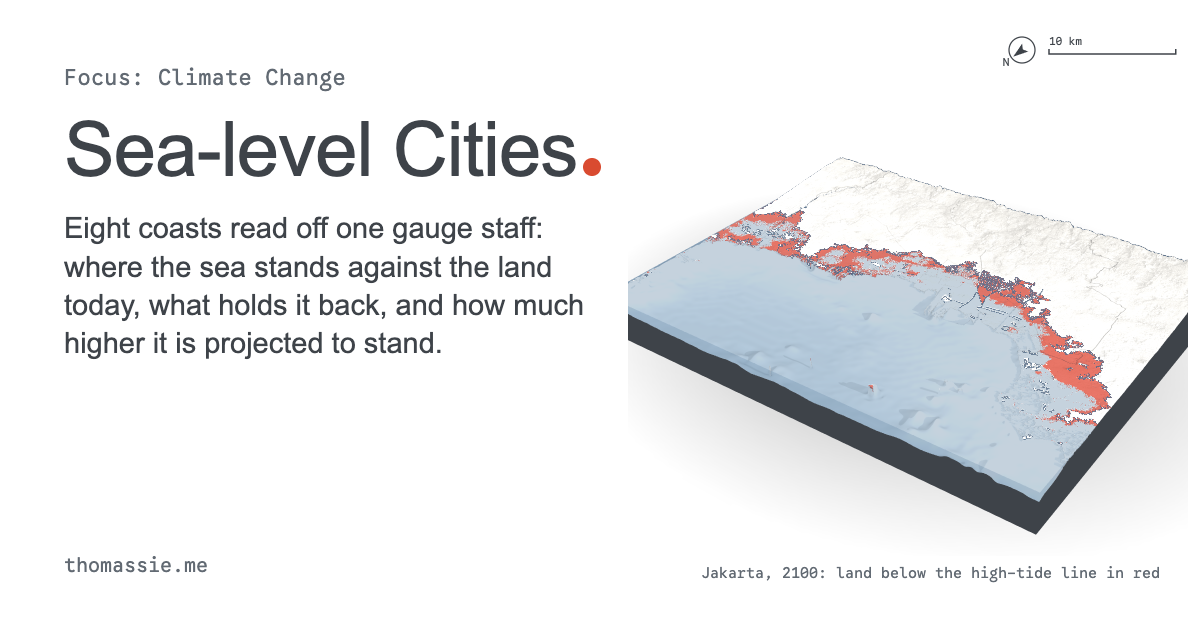 Focus: Climate Change
Sea-level Cities.
Eight coasts read off one gauge staff:
where the sea stands against the land
today, what holds it back, and how much
higher it is projected to stand.
thomassie.me
N
10 km
Jakarta, 2100: land below the high-tide line in red